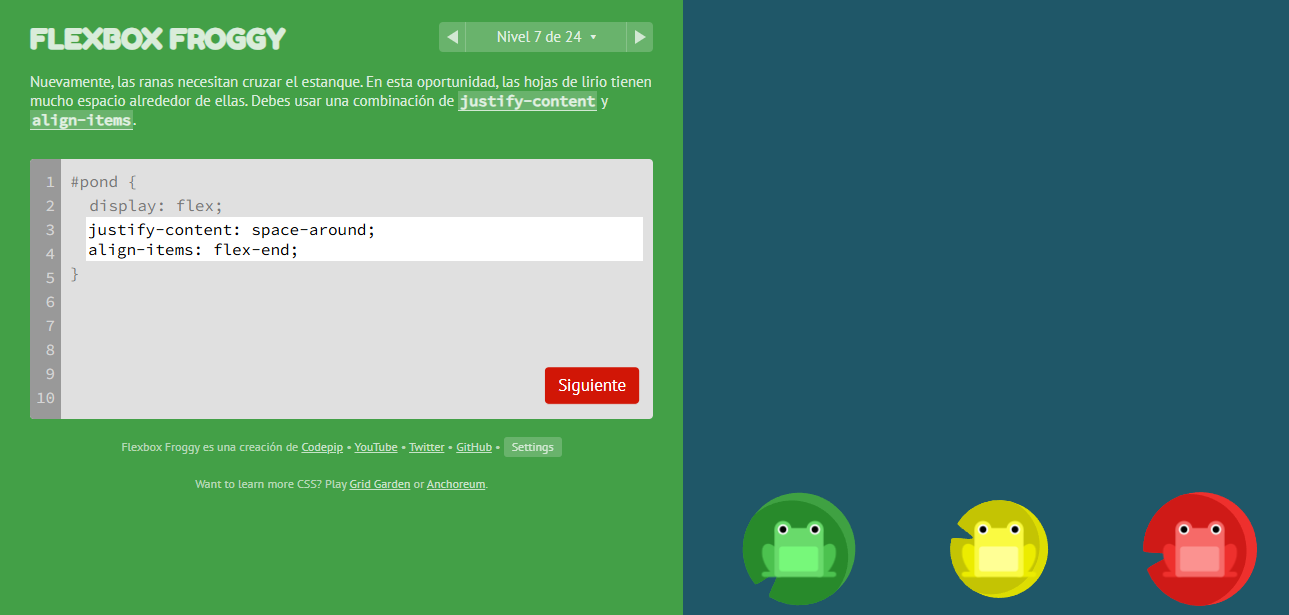 FLEXBOX FROGGY
Nivel 7 de 24
Nuevamente, las ranas necesitan cruzar el estanque. En esta oportunidad, las hojas de lirio tienen
mucho espacio alrededor de ellas. Debes usar una combinación de justify-content y
align-items.
1 #pond {
2 display: flex;
3 justify-content: space-around;
4 align-items: flex-end;
5 }
6
7
8
9
10
Siguiente
Flexbox Froggy es una creación de Codepip • YouTube • Twitter • GitHub • Settings
Want to learn more CSS? Play Grid Garden or Anchoreum.